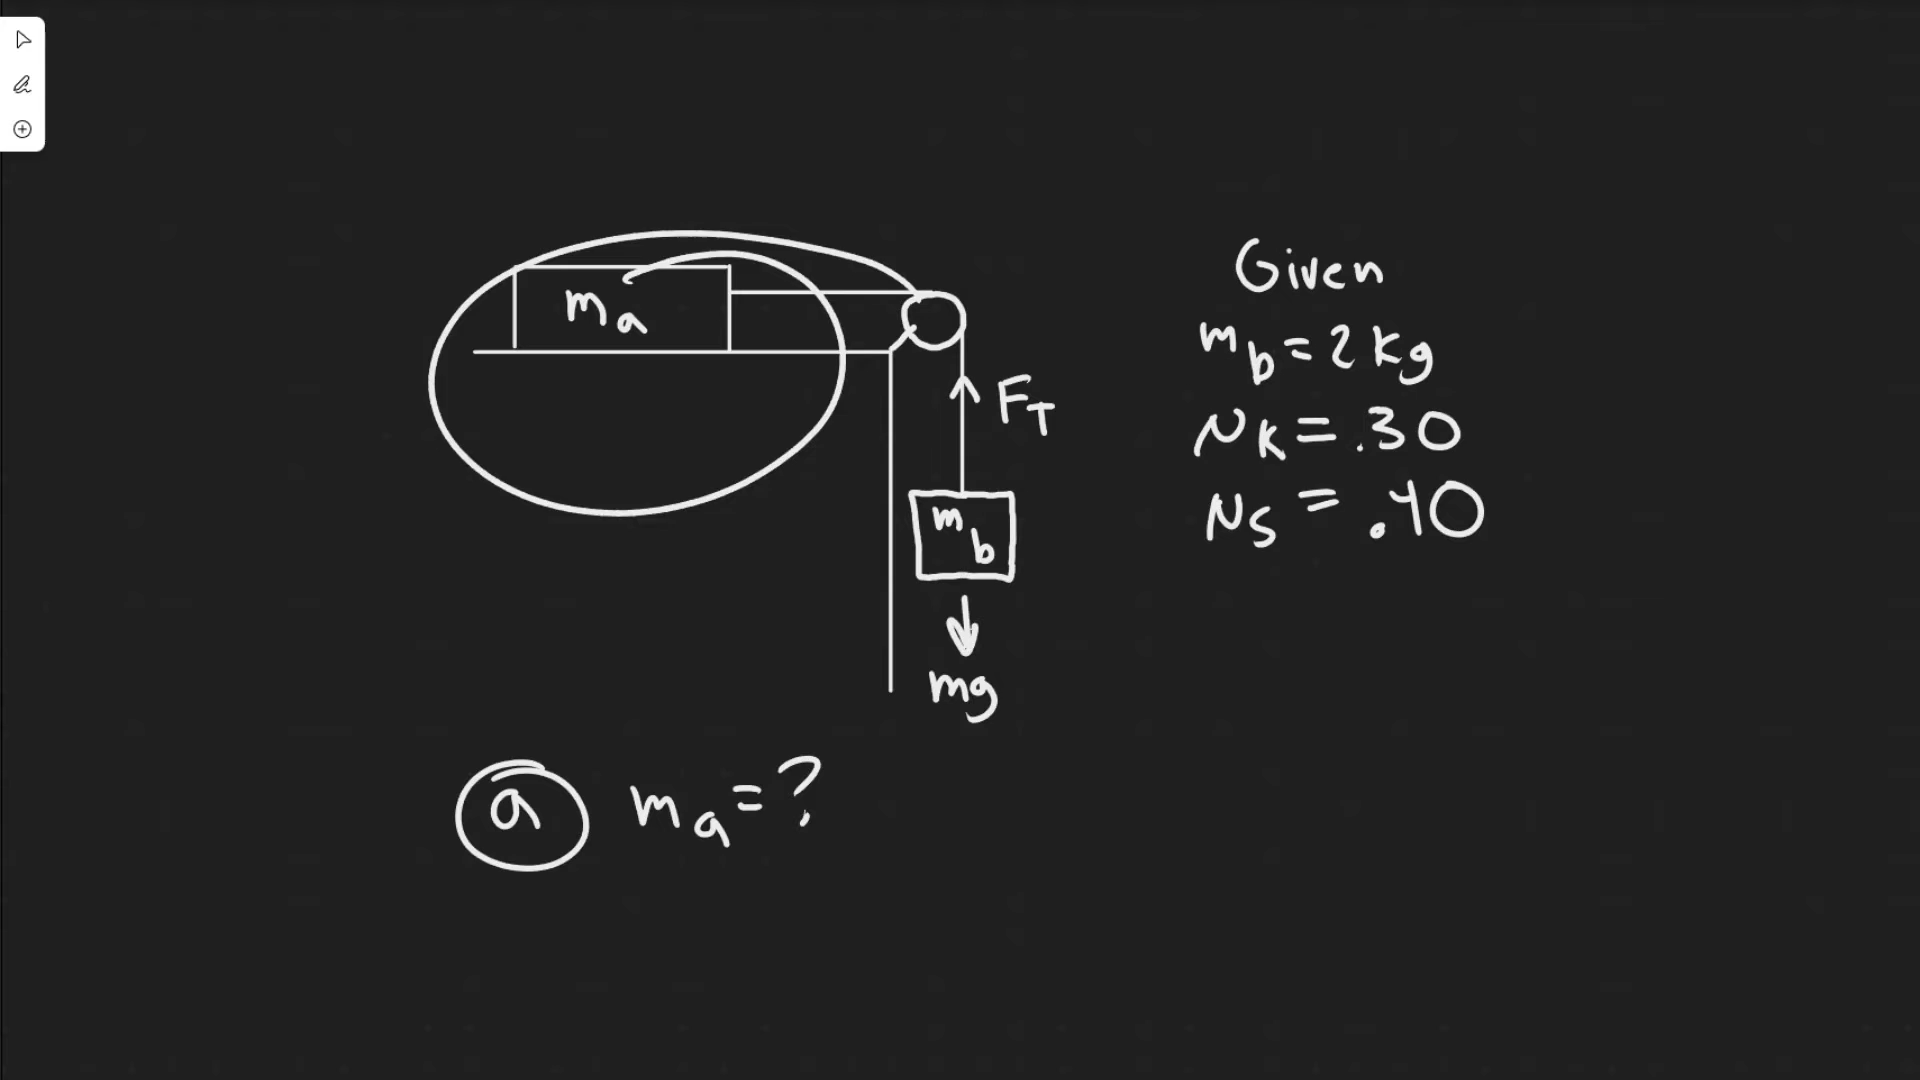 ma
Given
mb = 2 kg
FT
μk = .30
μs = .40
mb
mg
a ma = ?